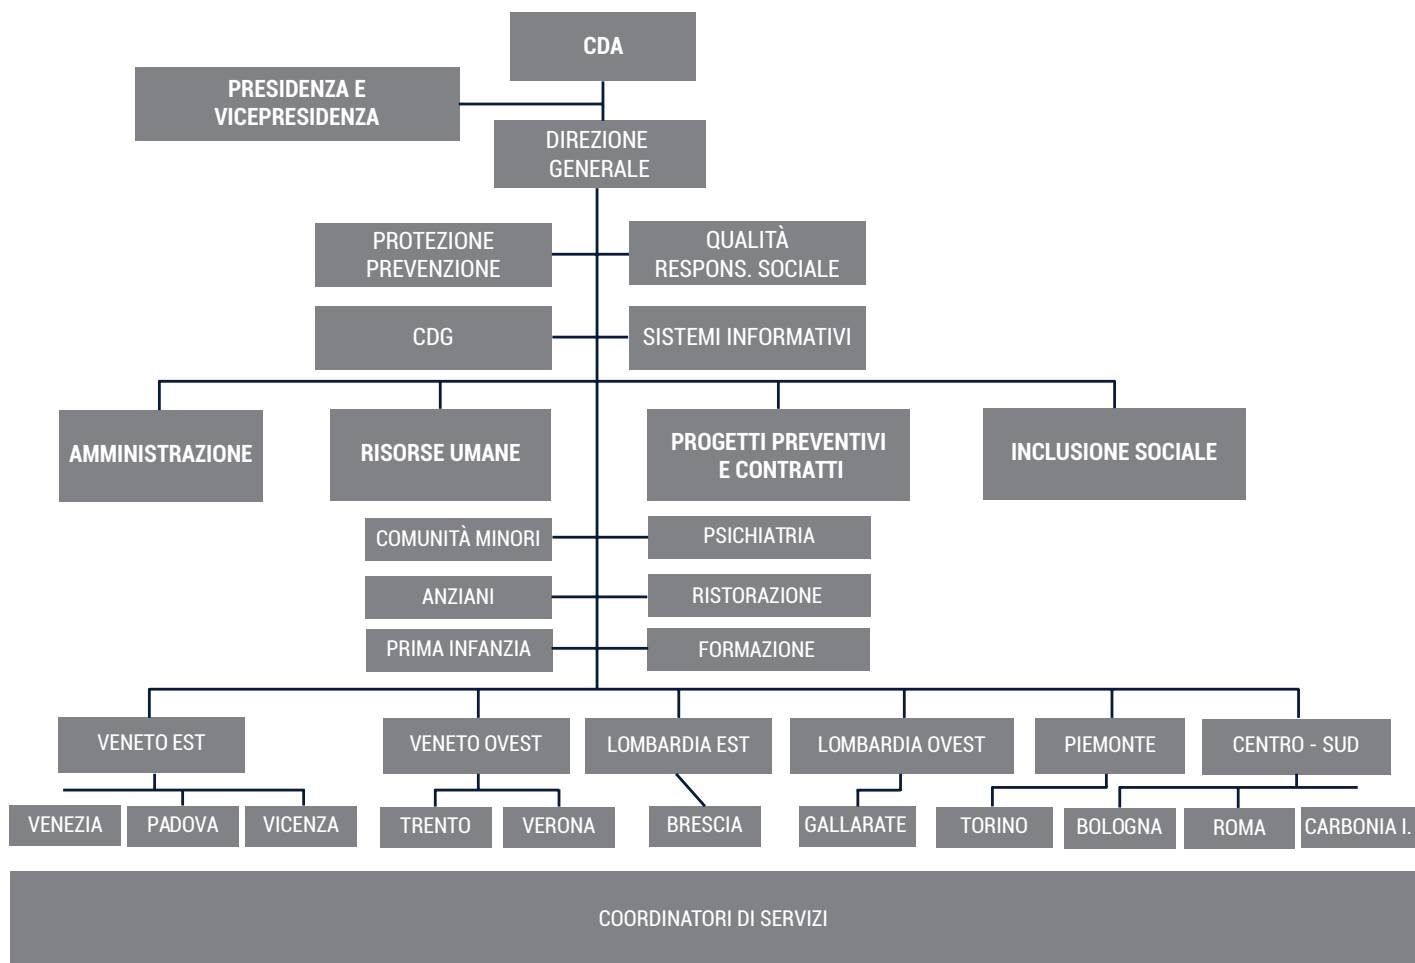 CDA
PRESIDENZA E
VICEPRESIDENZA
DIREZIONE
GENERALE
PROTEZIONE
PREVENZIONE
QUALITÀ
RESPONS. SOCIALE
CDG
SISTEMI INFORMATIVI
AMMINISTRAZIONE
RISORSE UMANE
PROGETTI PREVENTIVI
E CONTRATTI
INCLUSIONE SOCIALE
COMUNITÀ MINORI
PSICHIATRIA
ANZIANI
RISTORAZIONE
PRIMA INFANZIA
FORMAZIONE
VENETO EST
VENETO OVEST
LOMBARDIA EST
LOMBARDIA OVEST
PIEMONTE
CENTRO - SUD
VENEZIA
PADOVA
VICENZA
TRENTO
VERONA
BRESCIA
GALLARATE
TORINO
BOLOGNA
ROMA
CARBONIA I.
COORDINATORI DI SERVIZI